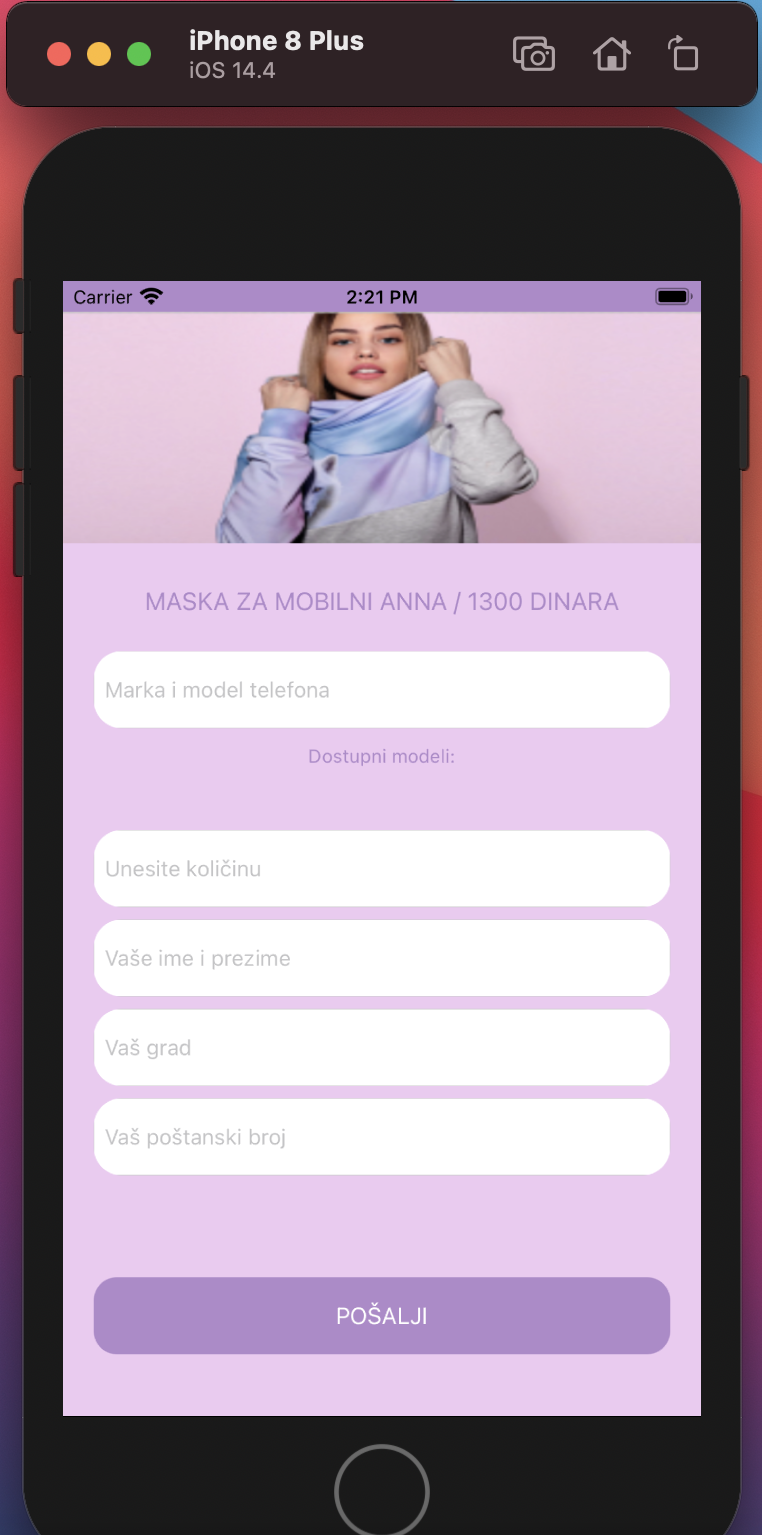 iPhone 8 Plus
iOS 14.4
Carrier 2:21 PM
MASKA ZA MOBILNI ANNA / 1300 DINARA
Marka i model telefona
Dostupni modeli:
Unesite količinu
Vaše ime i prezime
Vaš grad
Vaš poštanski broj
POŠALJI